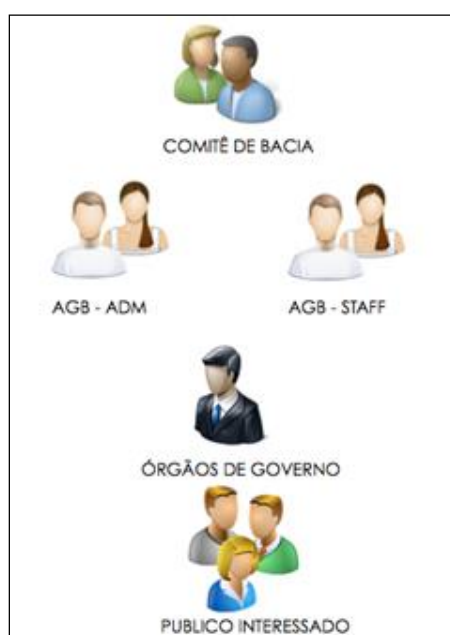 COMITÊ DE BACIA
AGB - ADM
AGB - STAFF
ÓRGÃOS DE GOVERNO
PUBLICO INTERESSADO